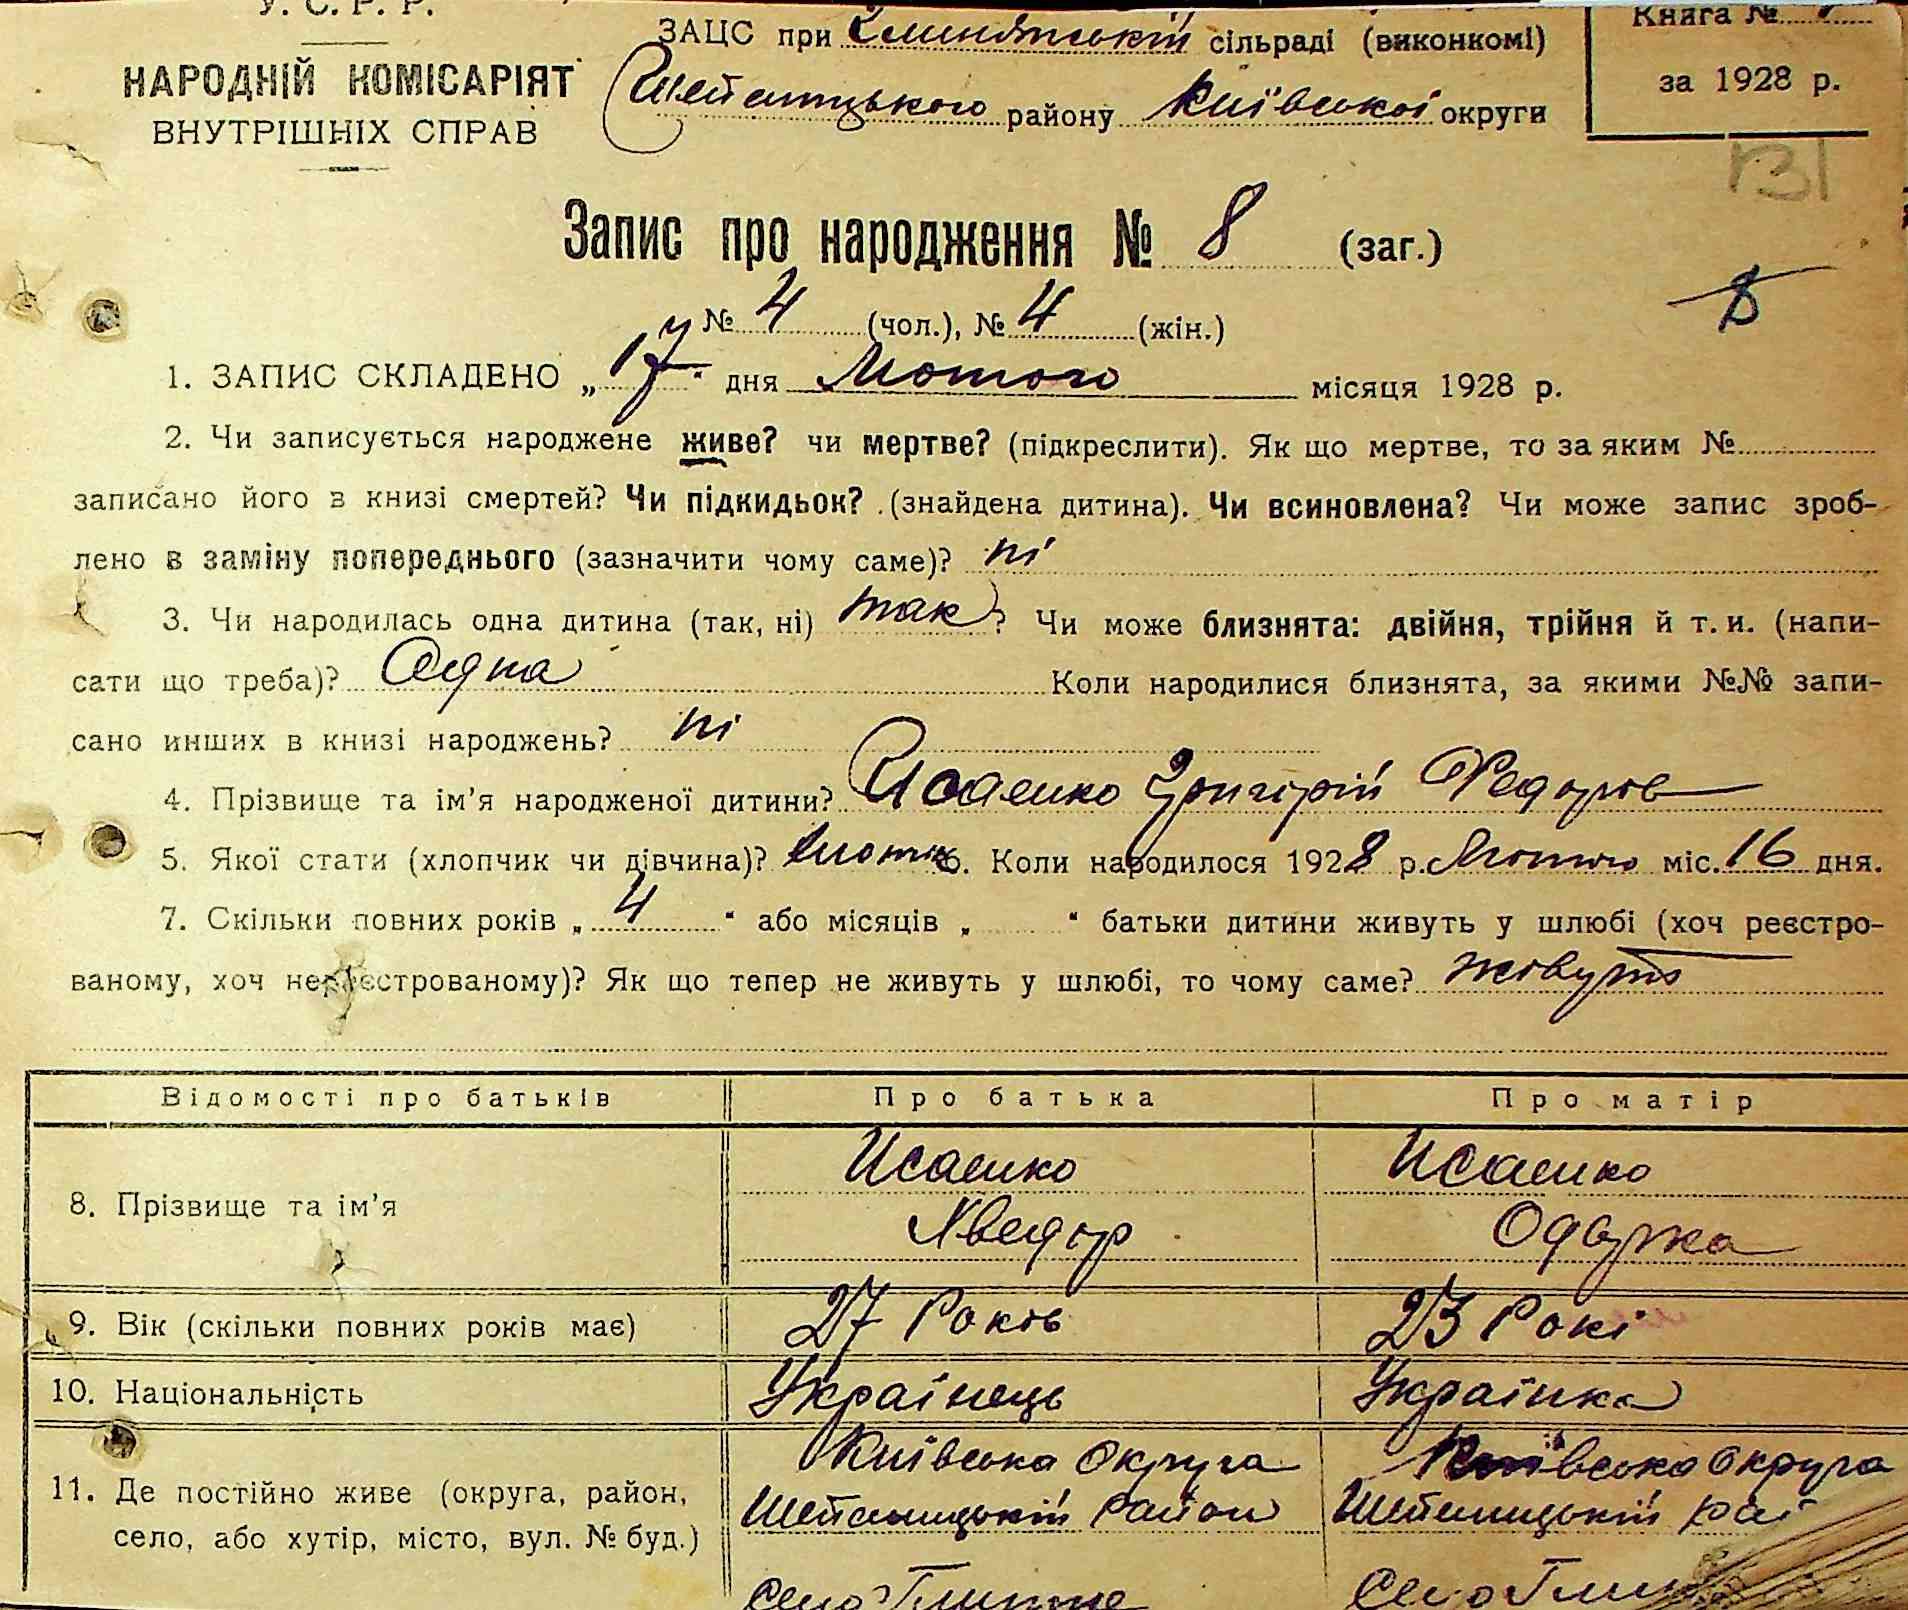 У. С. Р. Р.
НАРОДНІЙ КОМІСАРІЯТ
ВНУТРІШНІХ СПРАВ
ЗАЦС при сільраді (виконкомі)
району Київської округи
Книга №
за 1928 р.
131
Запис про народження № 8 (заг.)
8
№ 4 (чол.), № 4 (жін.)
1. ЗАПИС СКЛАДЕНО „17“ дня Лютого місяця 1928 р.
2. Чи записується народжене живе? чи мертве? (підкреслити). Як що мертве, то за яким №
записано його в книзі смертей? Чи підкидьок? (знайдена дитина). Чи всиновлена? Чи може запис зроб-
лено в заміну попереднього (зазначити чому саме)? ні
3. Чи народилась одна дитина (так, ні) так? Чи може близнята: двійня, трійня й т. и. (напи-
сати що треба)? Одна Коли народилися близнята, за якими №№ запи-
сано инших в книзі народжень? ні
4. Прізвище та ім’я народженої дитини? Исаенко Григірій Федоров
5. Якої стати (хлопчик чи дівчина)? 6. Коли народилося 1928 р. Лютого міс. 16 дня.
7. Скільки повних років „4“ або місяців „ “ батьки дитини живуть у шлюбі (хоч реєстро-
ваному, хоч нереєстрованому)? Як що тепер не живуть у шлюбі, то чому саме? живуть
Відомості про батьків Про батька Про матір
8. Прізвище та ім’я
Исаенко Хведор
Исаенко Одарка
9. Вік (скільки повних років має) 27 Років 23 Рокі
10. Національність Українець Українка
11. Де постійно живе (округа, район,
село, або хутір, місто, вул. № буд.)
Київська Округа
район
Село
Київська Округа
Село